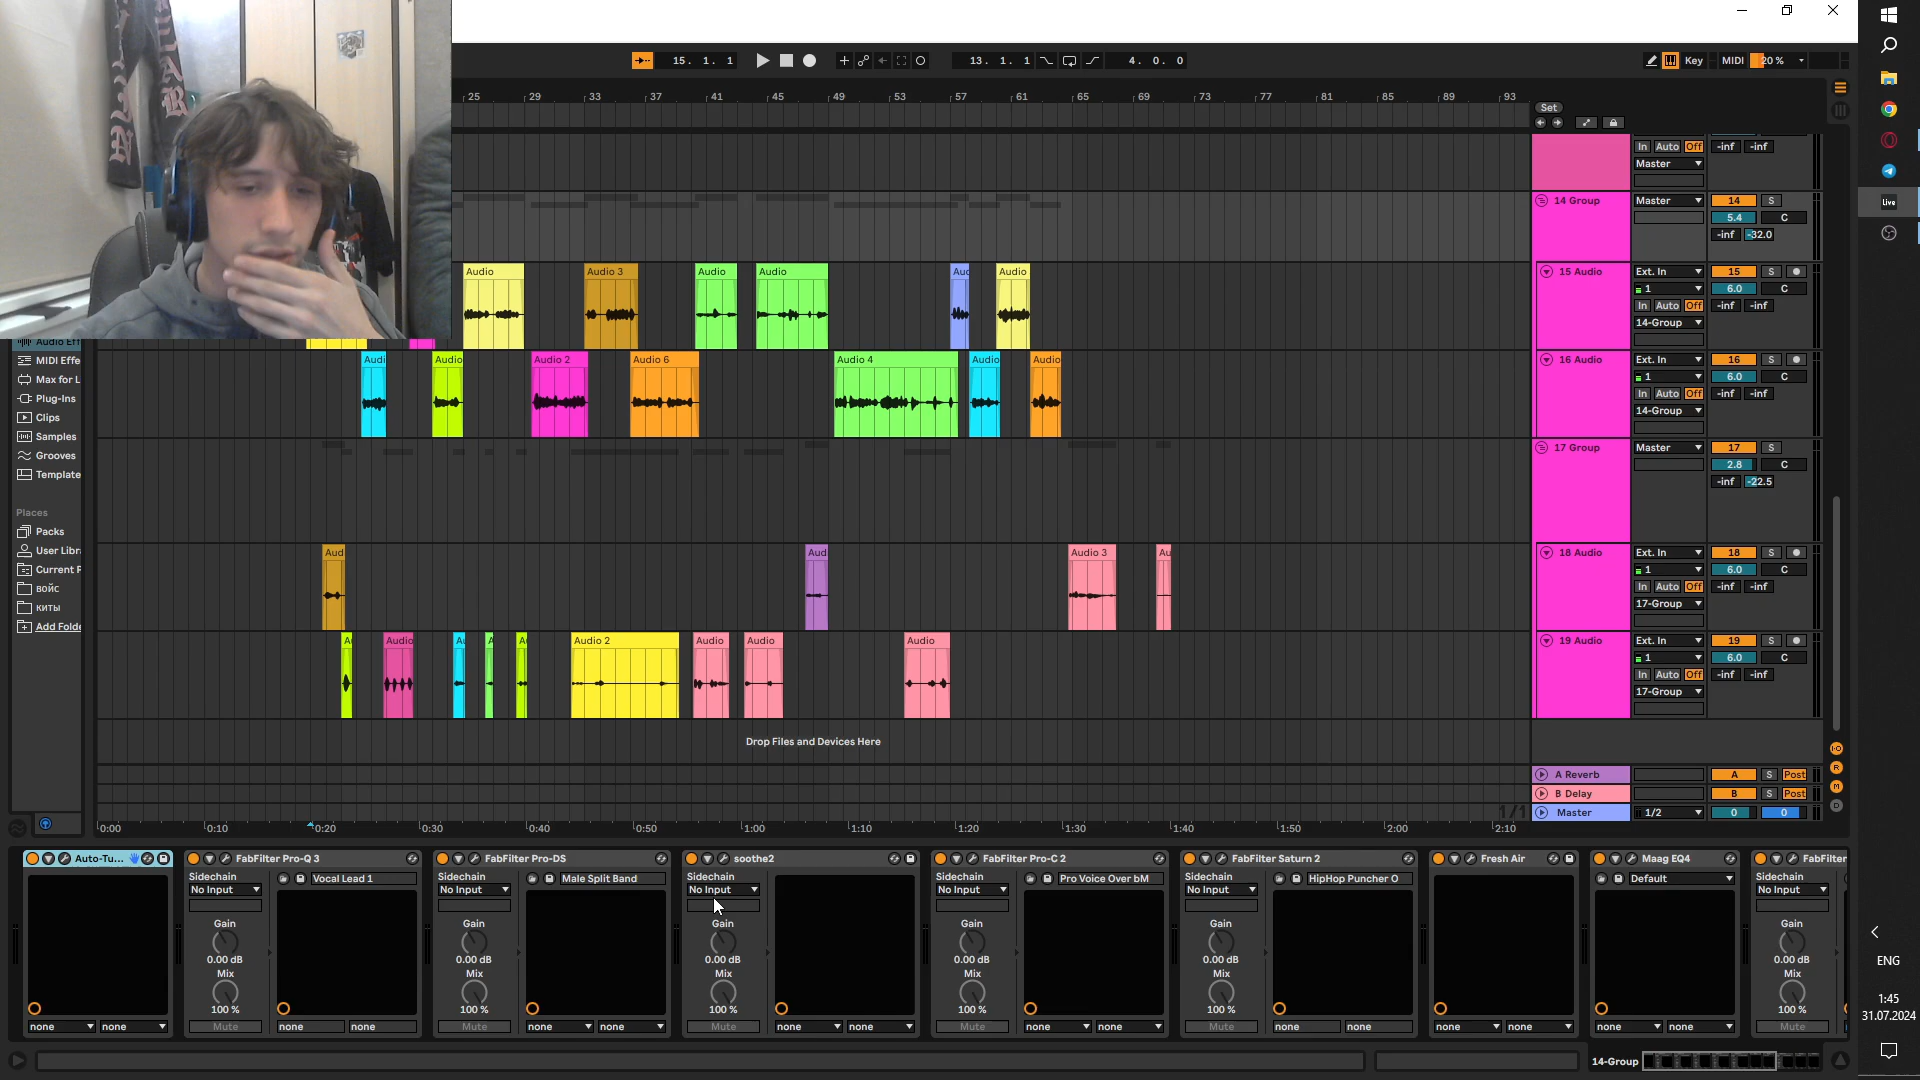 15. 1. 1
13. 1. 1
4. 0. 0
Key
MIDI
20 %
25 29 33 37 41 45 49 53 57 61 65 69 73 77 81 85 89 93
Set
In Auto Off -inf -inf
Master
14 Group Master 14 S
5.4 C
-inf -32.0
Audio Audio 3 Audio Audio Aud Audio
15 Audio Ext. In 15 S
1 6.0 C
In Auto Off -inf -inf
14-Group
Audio Eff
MIDI Effe
Max for L
Plug-Ins
Clips
Samples
Grooves
Template
Audi Audio Audio 2 Audio 6 Audio 4 Audio Audio
16 Audio Ext. In 16 S
1 6.0 C
In Auto Off -inf -inf
14-Group
17 Group Master 17 S
2.8 C
-inf -22.5
Places
Packs
User Libr
Current P
войс
киты
Add Folde
Aud Aud Audio 3 Au
18 Audio Ext. In 18 S
1 6.0 C
In Auto Off -inf -inf
17-Group
A Audio A A A Audio 2 Audio Audio Audio
19 Audio Ext. In 19 S
1 6.0 C
In Auto Off -inf -inf
17-Group
Drop Files and Devices Here
A Reverb A S Post
B Delay B S Post
1/1
Master 1/2 0 0
0:00 0:10 0:20 0:30 0:40 0:50 1:00 1:10 1:20 1:30 1:40 1:50 2:00 2:10
Auto-Tu...
none none
FabFilter Pro-Q 3
Sidechain
No Input
Vocal Lead 1
Gain
0.00 dB
Mix
100 %
Mute
none none
FabFilter Pro-DS
Sidechain
No Input
Male Split Band
Gain
0.00 dB
Mix
100 %
Mute
none none
soothe2
Sidechain
No Input
Gain
0.00 dB
Mix
100 %
Mute
none none
FabFilter Pro-C 2
Sidechain
No Input
Pro Voice Over bM
Gain
0.00 dB
Mix
100 %
Mute
none none
FabFilter Saturn 2
Sidechain
No Input
HipHop Puncher O
Gain
0.00 dB
Mix
100 %
Mute
none none
Fresh Air
none none
Maag EQ4
Default
none none
FabFilter
Sidechain
No Input
Gain
0.00 dB
Mix
100 %
Mute
14-Group
Live
ENG
1:45
31.07.2024